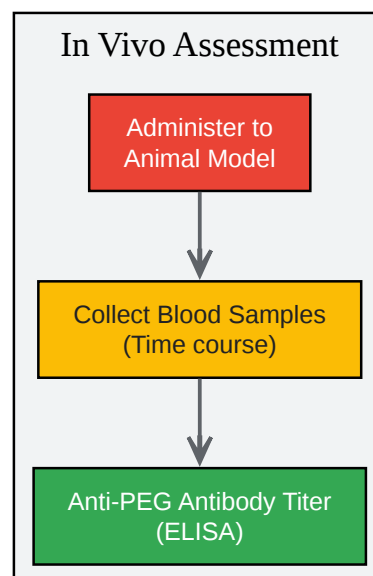 In Vivo Assessment
Administer to
Animal Model
Collect Blood Samples
(Time course)
Anti-PEG Antibody Titer
(ELISA)